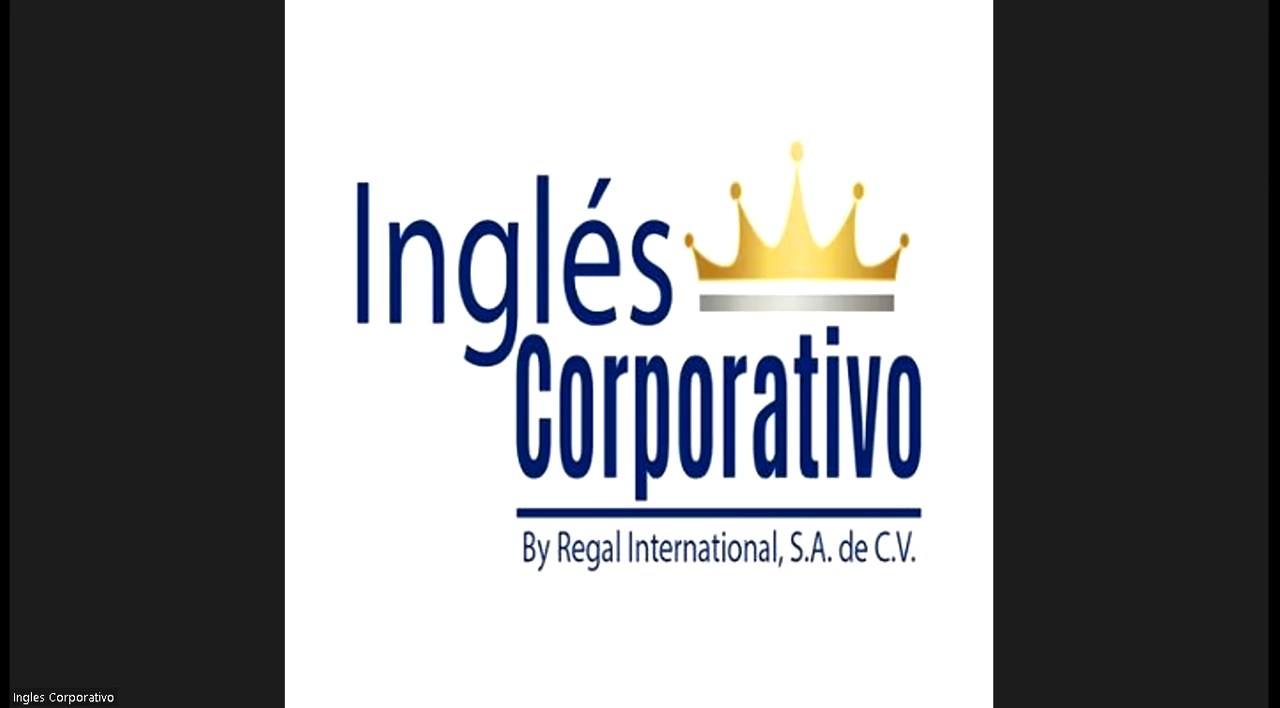 Inglés
Corporativo
By Regal International, S.A. de C.V.
Ingles Corporativo